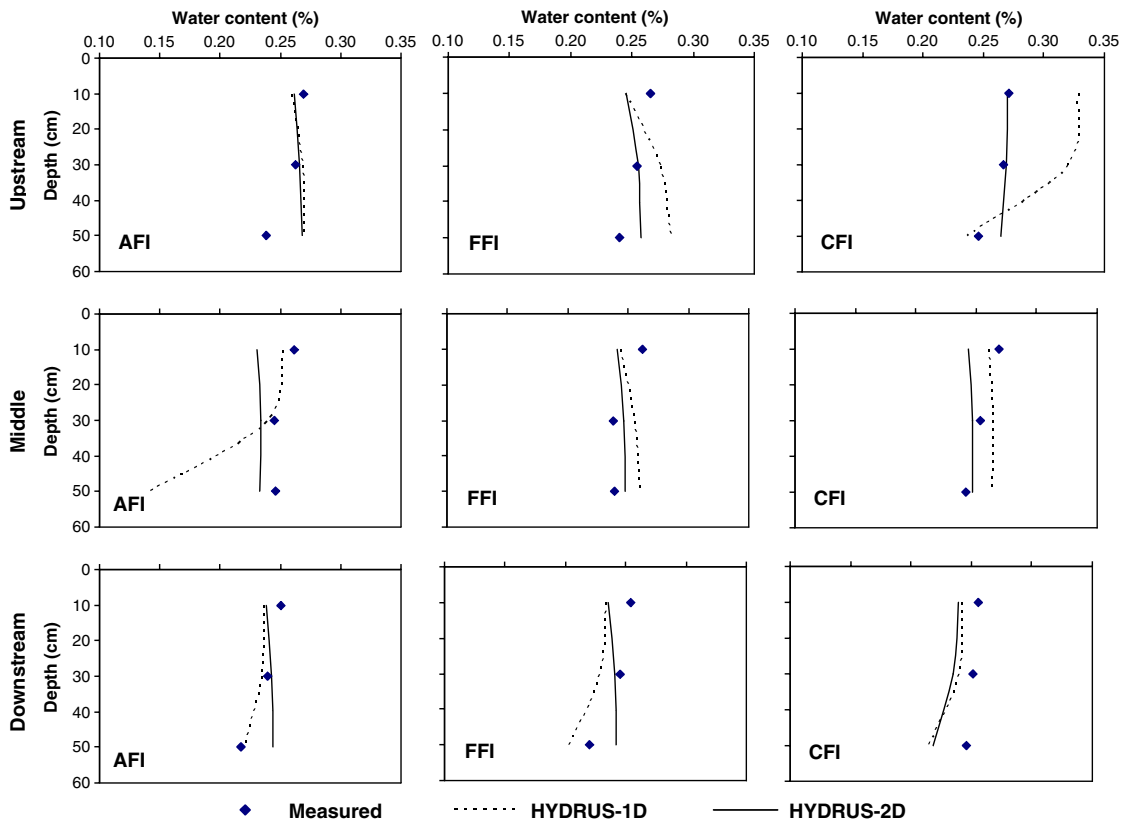 Water content (%) Water content (%) Water content (%)
0.10 0.15 0.20 0.25 0.30 0.35 0.10 0.15 0.20 0.25 0.30 0.35 0.10 0.15 0.20 0.25 0.30 0.35
Upstream
Depth (cm)
0
10
20
30
40
50
60
AFI
FFI
CFI
Middle
Depth (cm)
0
10
20
30
40
50
60
AFI
FFI
CFI
Downstream
Depth (cm)
0
10
20
30
40
50
60
AFI
FFI
CFI
Measured HYDRUS-1D HYDRUS-2D